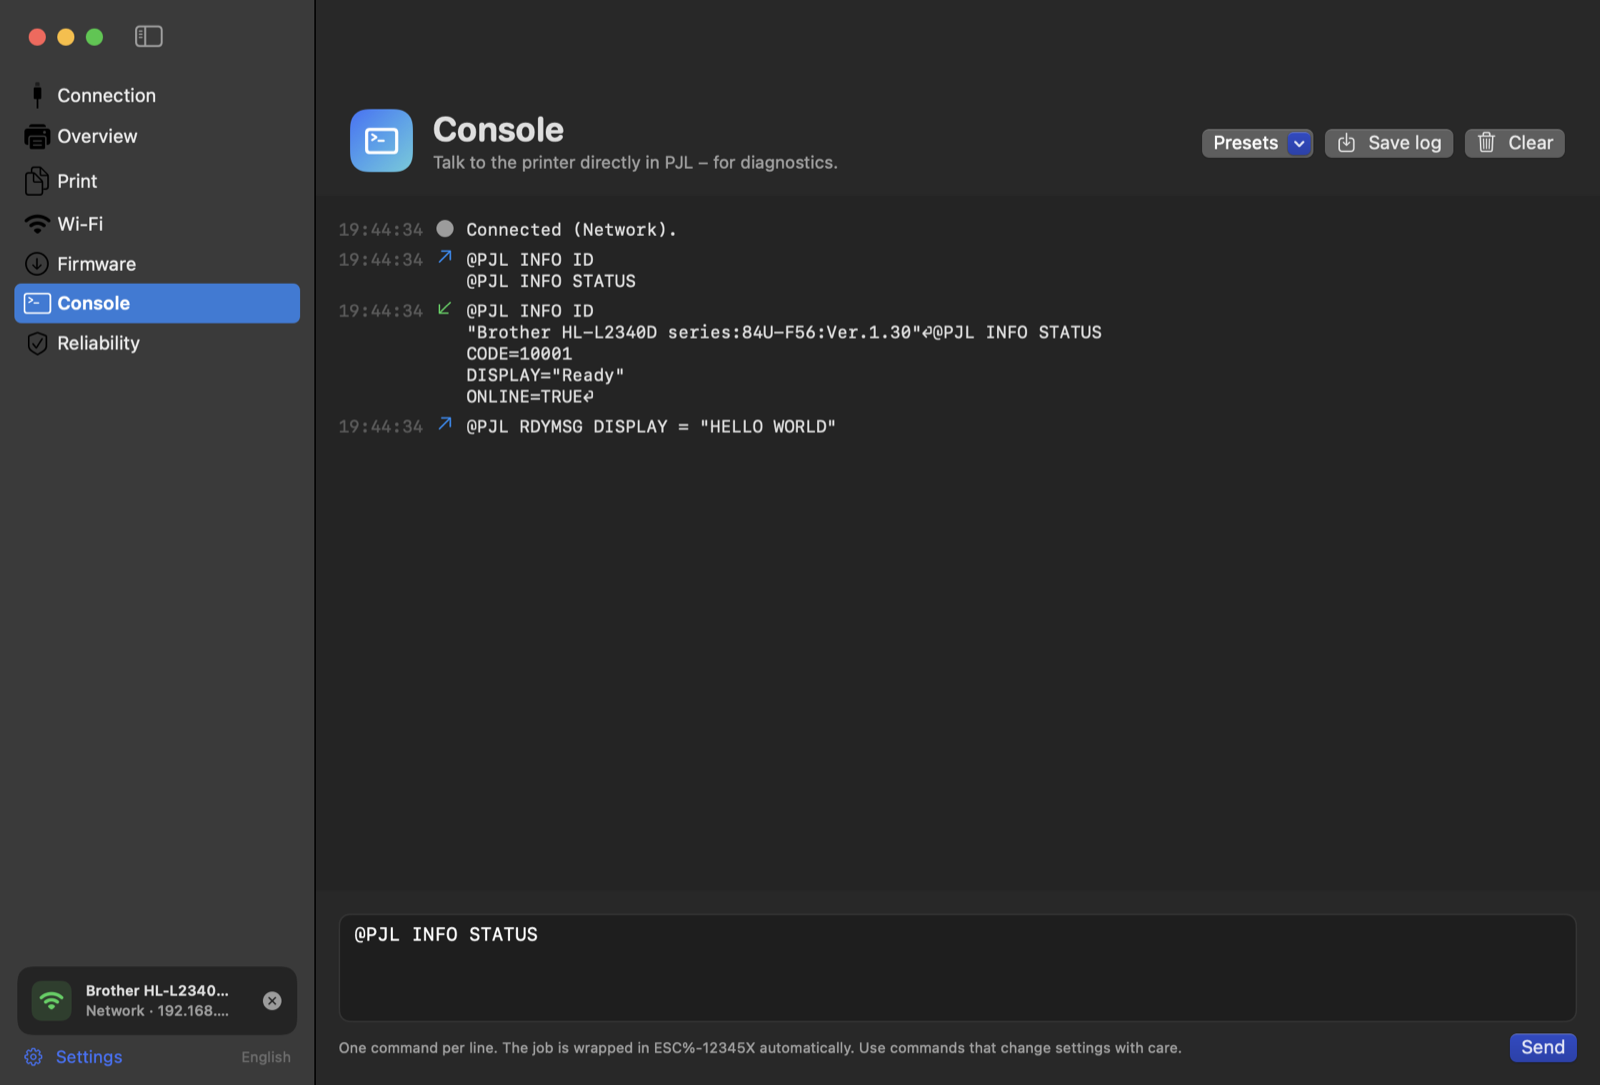 Connection
Overview
Print
Wi-Fi
Firmware
Console
Reliability
Console
Talk to the printer directly in PJL – for diagnostics.
Presets
Save log
Clear
19:44:34 Connected (Network).
19:44:34 @PJL INFO ID
@PJL INFO STATUS
19:44:34 @PJL INFO ID
"Brother HL-L2340D series:84U-F56:Ver.1.30"↵@PJL INFO STATUS
CODE=10001
DISPLAY="Ready"
ONLINE=TRUE↵
19:44:34 @PJL RDYMSG DISPLAY = "HELLO WORLD"
@PJL INFO STATUS
One command per line. The job is wrapped in ESC%-12345X automatically. Use commands that change settings with care.
Send
Brother HL-L2340...
Network · 192.168....
Settings
English